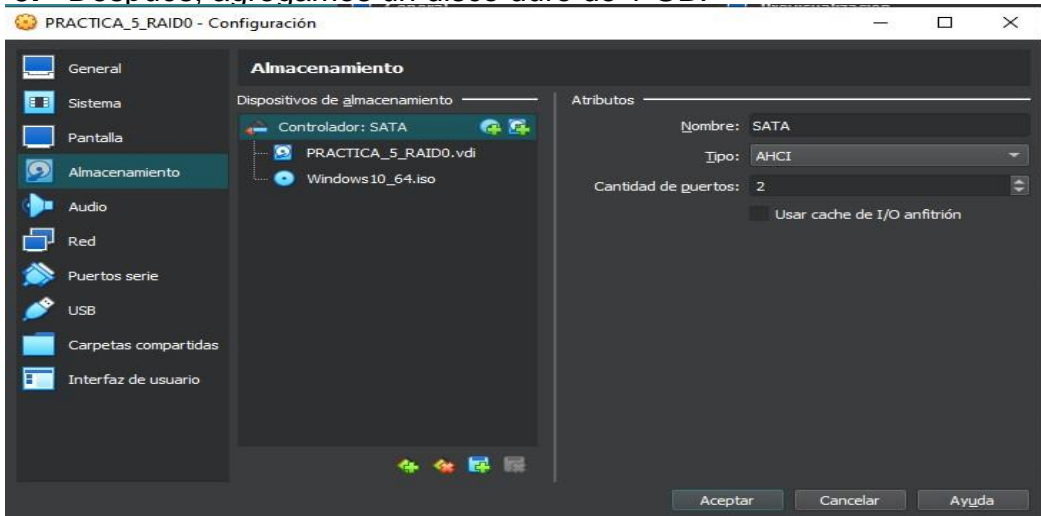 PRACTICA_5_RAID0 - Configuración
General
Sistema
Pantalla
Almacenamiento
Audio
Red
Puertos serie
USB
Carpetas compartidas
Interfaz de usuario
Almacenamiento
Dispositivos de almacenamiento
Controlador: SATA
PRACTICA_5_RAID0.vdi
Windows10_64.iso
Atributos
Nombre: SATA
Tipo: AHCI
Cantidad de puertos: 2
Usar cache de I/O anfitrión
Aceptar
Cancelar
Ayuda